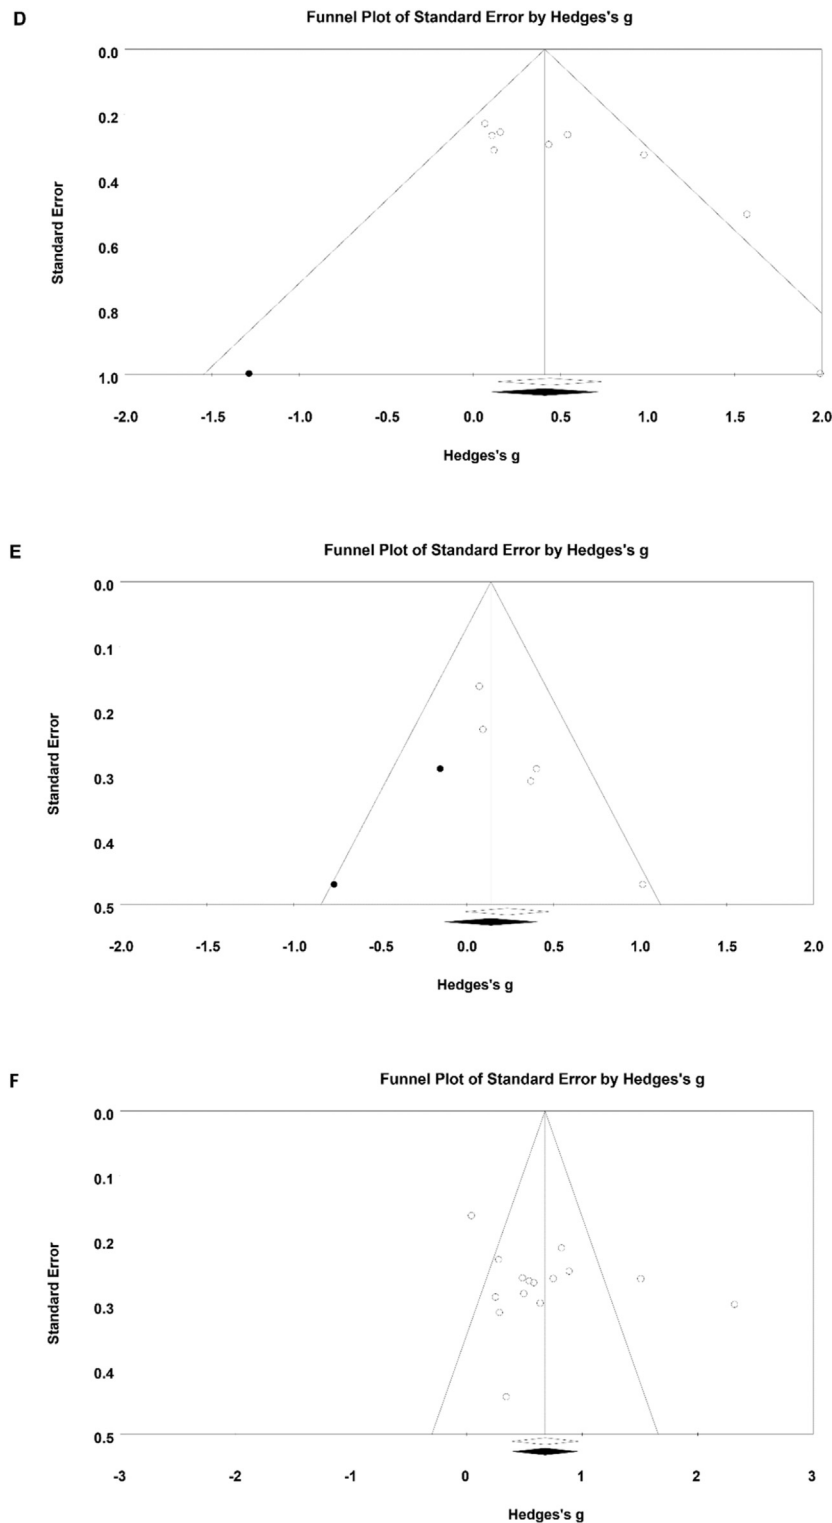 D
Funnel Plot of Standard Error by Hedges's g
0.0
0.2
0.4
0.6
0.8
1.0
Standard Error
-2.0 -1.5 -1.0 -0.5 0.0 0.5 1.0 1.5 2.0
Hedges's g
E
Funnel Plot of Standard Error by Hedges's g
0.0
0.1
0.2
0.3
0.4
0.5
Standard Error
-2.0 -1.5 -1.0 -0.5 0.0 0.5 1.0 1.5 2.0
Hedges's g
F
Funnel Plot of Standard Error by Hedges's g
0.0
0.1
0.2
0.3
0.4
0.5
Standard Error
-3 -2 -1 0 1 2 3
Hedges's g